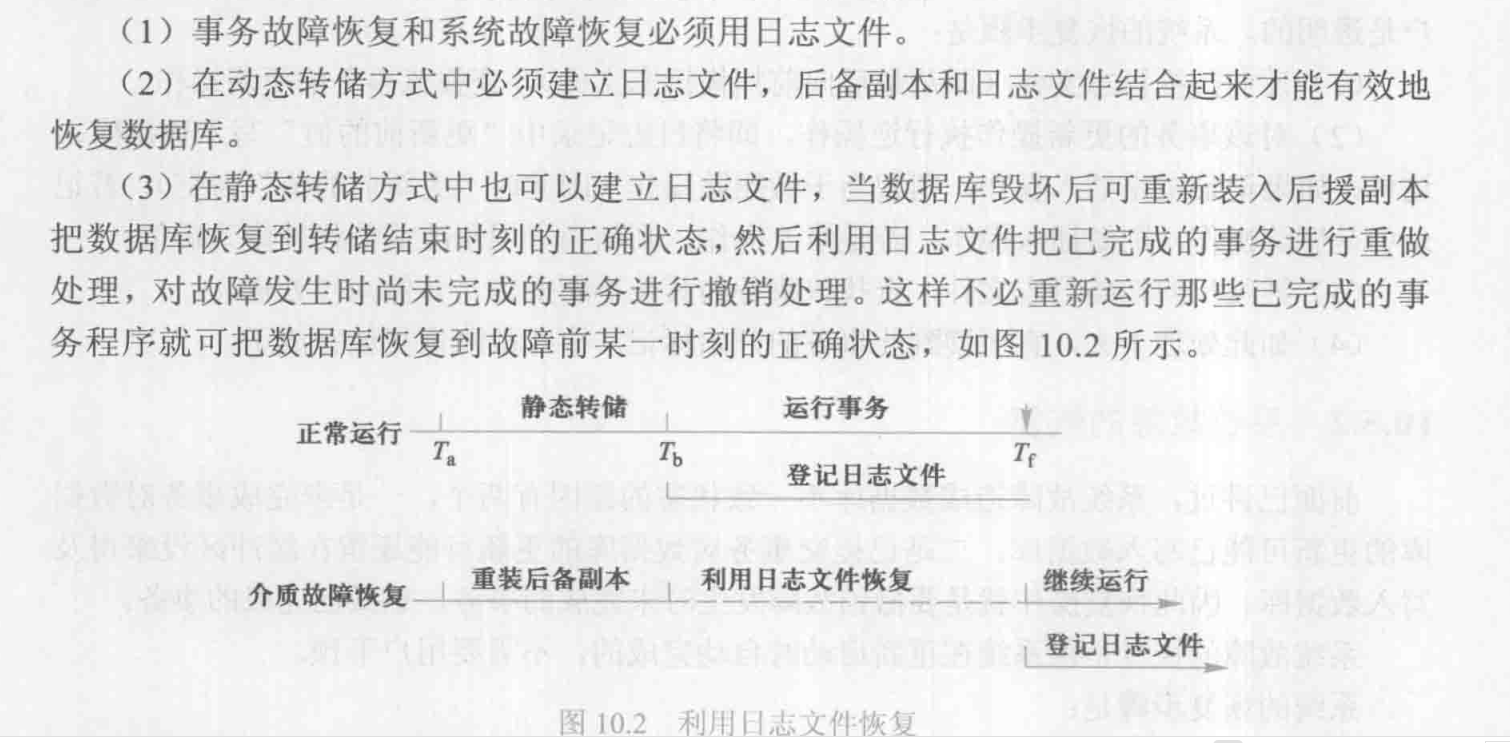 (1)事务故障恢复和系统故障恢复必须用日志文件。
(2)在动态转储方式中必须建立日志文件，后备副本和日志文件结合起来才能有效地
恢复数据库。
(3)在静态转储方式中也可以建立日志文件，当数据库毁坏后可重新装入后援副本
把数据库恢复到转储结束时刻的正确状态，然后利用日志文件把已完成的事务进行重做
处理，对故障发生时尚未完成的事务进行撤销处理。这样不必重新运行那些已完成的事
务程序就可把数据库恢复到故障前某一时刻的正确状态，如图 10.2 所示。
静态转储 运行事务
正常运行
Ta Tb Tf
登记日志文件
重装后备副本 利用日志文件恢复 继续运行
介质故障恢复
登记日志文件
图 10.2 利用日志文件恢复